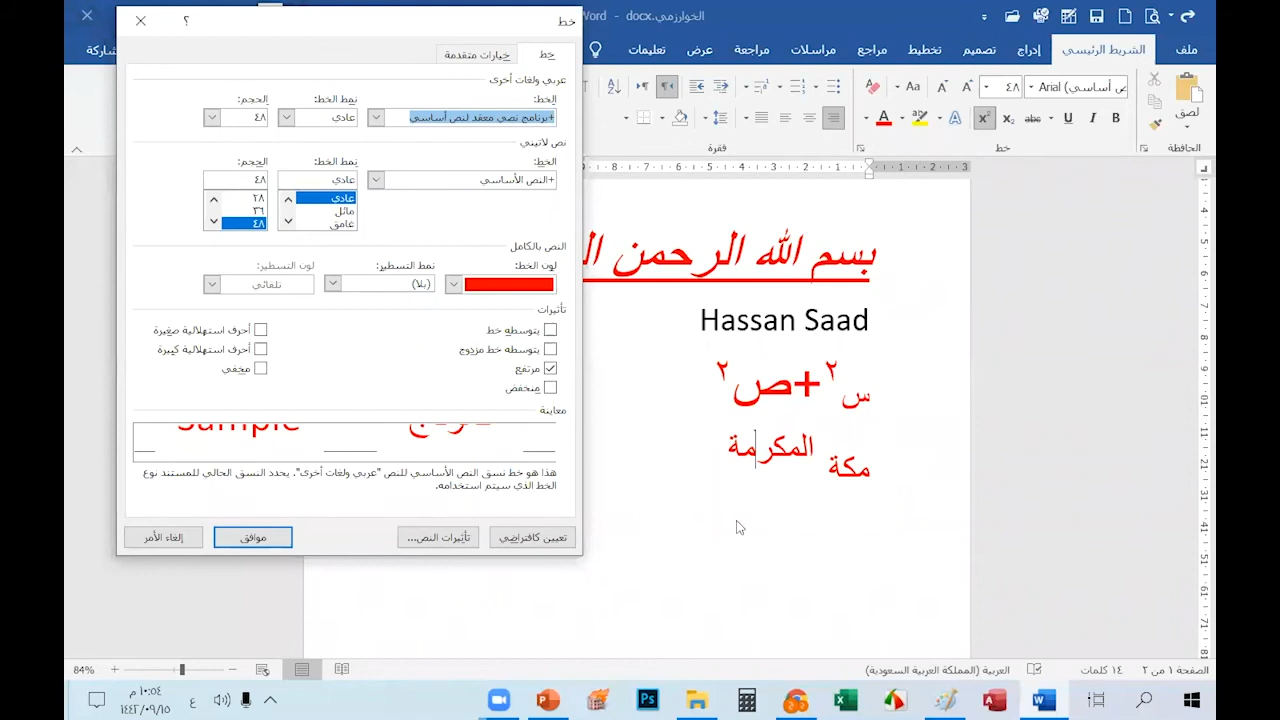 الخوارزمي.docx - Word
ملف
الشريط الرئيسي
إدراج
تصميم
تخطيط
مراجع
مراسلات
مراجعة
عرض
تعليمات
لصق
الحافظة
Arial (نص أساسي)
٤٨
خط
فقرة
خط
؟
خط
خيارات متقدمة
عربي ولغات أخرى
الخط:
نمط الخط:
الحجم:
+برنامج نصي معقد لنص أساسي
عادي
٤٨
نص لاتيني
الخط:
نمط الخط:
الحجم:
+النص الأساسي
عادي
٤٨
عادي
٢٨
مائل
٣٦
غامق
٤٨
النص بالكامل
لون الخط:
نمط التسطير:
لون التسطير:
(بلا)
تلقائي
تأثيرات
يتوسطه خط
أحرف استهلالية صغيرة
يتوسطه خط مزدوج
أحرف استهلالية كبيرة
مرتفع
مخفي
منخفض
معاينة
Sample
هذا هو خط نسق النص الأساسي للنص "عربي ولغات أخرى". يحدد النسق الحالي للمستند نوع
الخط الذي سيتم استخدامه.
تعيين كافتراضي
تأثيرات النص...
موافق
إلغاء الأمر
بسم الله الرحمن
Hassan Saad
س٢+ص٢
مكة المكرمة
الصفحة ١ من ٢
١٤ كلمات
العربية (المملكة العربية السعودية)
84%
١٠:٥٤ م
١٤٤٢/٠٩/١٥
ع